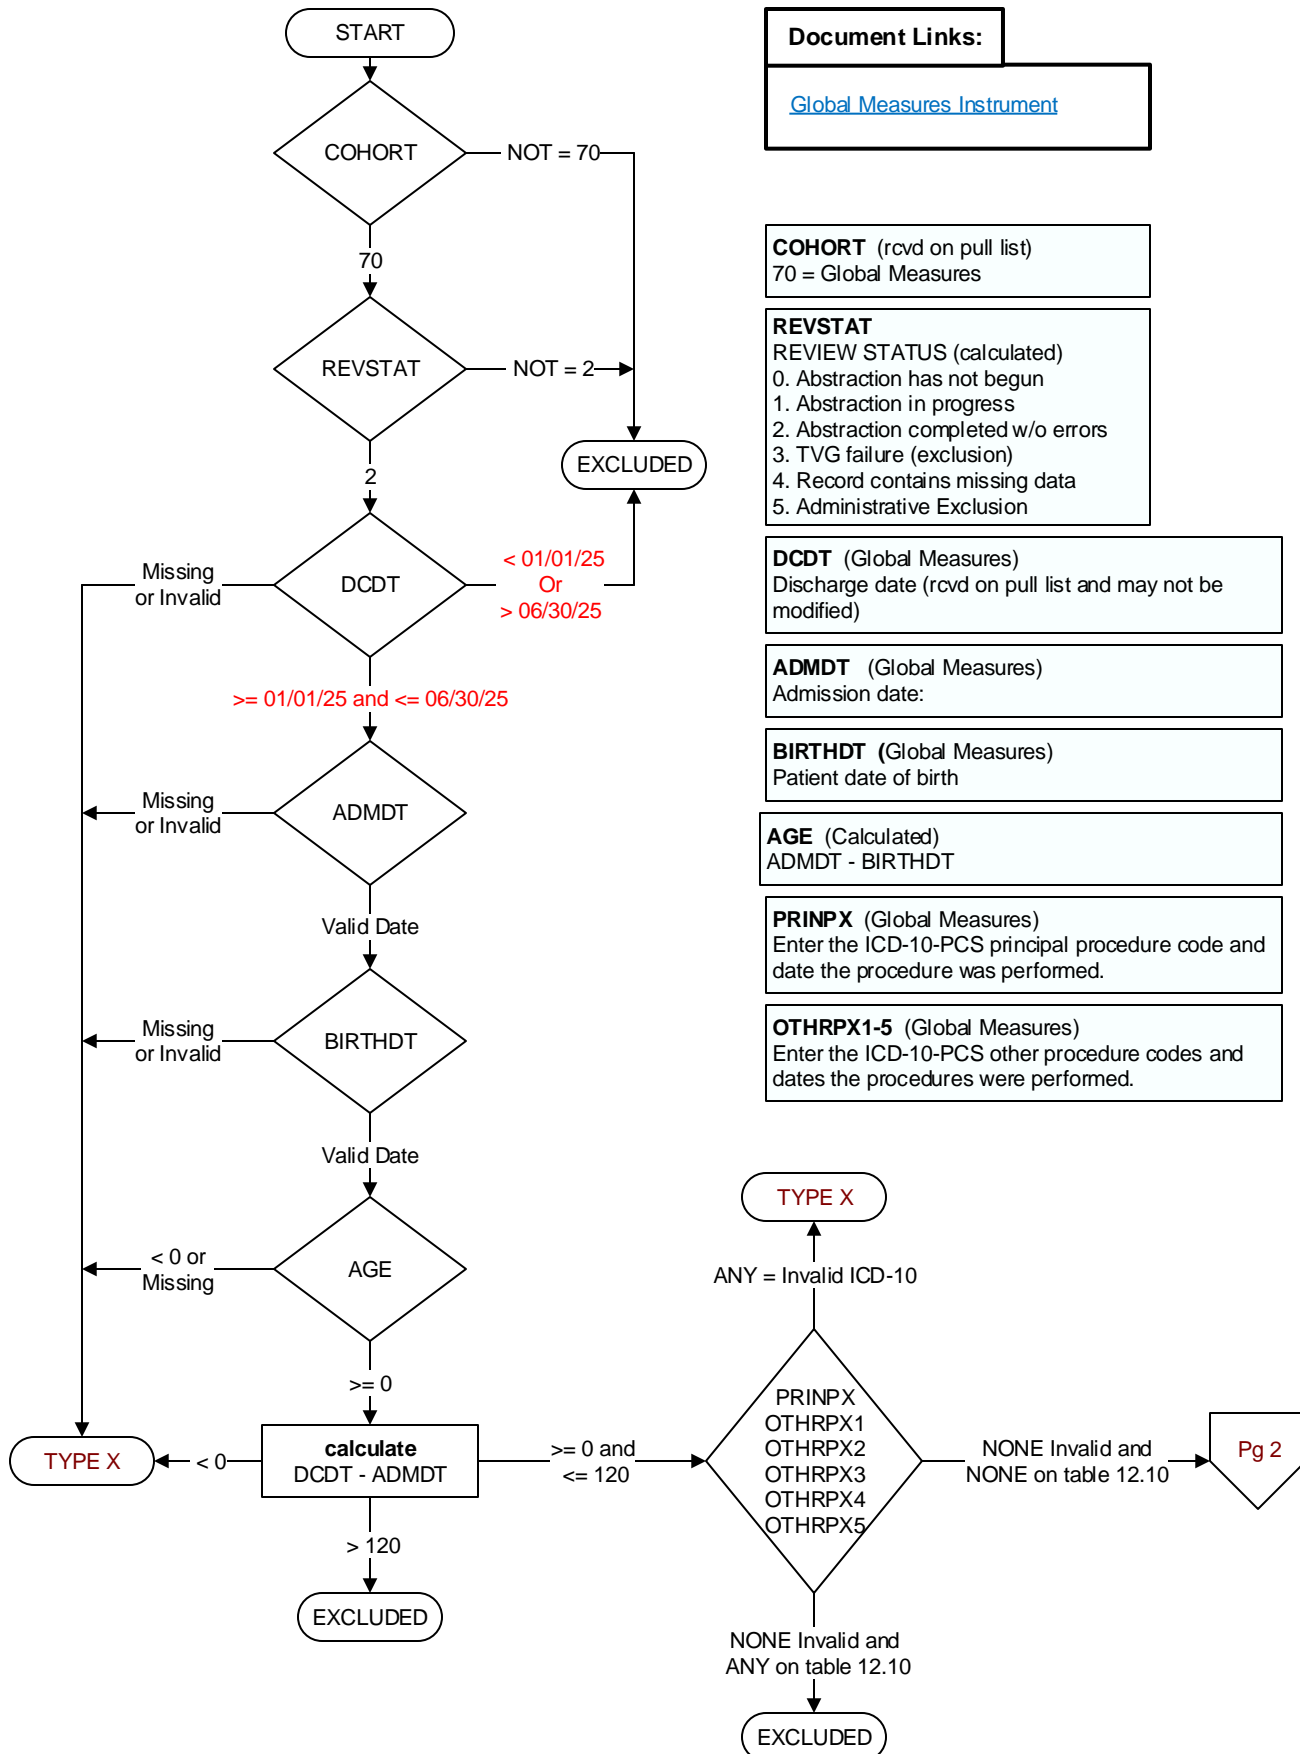 START
COHORT
NOT = 70
70
REVSTAT
NOT = 2
EXCLUDED
2
DCDT
Missing
or Invalid
< 01/01/25
Or
> 06/30/25
>= 01/01/25 and <= 06/30/25
ADMDT
Missing
or Invalid
Valid Date
BIRTHDT
Missing
or Invalid
Valid Date
AGE
< 0 or
Missing
>= 0
TYPE X
< 0
calculate
DCDT - ADMDT
> 120
EXCLUDED
>= 0 and
<= 120
TYPE X
ANY = Invalid ICD-10
PRINPX
OTHRPX1
OTHRPX2
OTHRPX3
OTHRPX4
OTHRPX5
NONE Invalid and
NONE on table 12.10
Pg 2
NONE Invalid and
ANY on table 12.10
EXCLUDED
Document Links:
Global Measures Instrument
COHORT (rcvd on pull list)
70 = Global Measures
REVSTAT
REVIEW STATUS (calculated)
0. Abstraction has not begun
1. Abstraction in progress
2. Abstraction completed w/o errors
3. TVG failure (exclusion)
4. Record contains missing data
5. Administrative Exclusion
DCDT (Global Measures)
Discharge date (rcvd on pull list and may not be
modified)
ADMDT (Global Measures)
Admission date:
BIRTHDT (Global Measures)
Patient date of birth
AGE (Calculated)
ADMDT - BIRTHDT
PRINPX (Global Measures)
Enter the ICD-10-PCS principal procedure code and
date the procedure was performed.
OTHRPX1-5 (Global Measures)
Enter the ICD-10-PCS other procedure codes and
dates the procedures were performed.